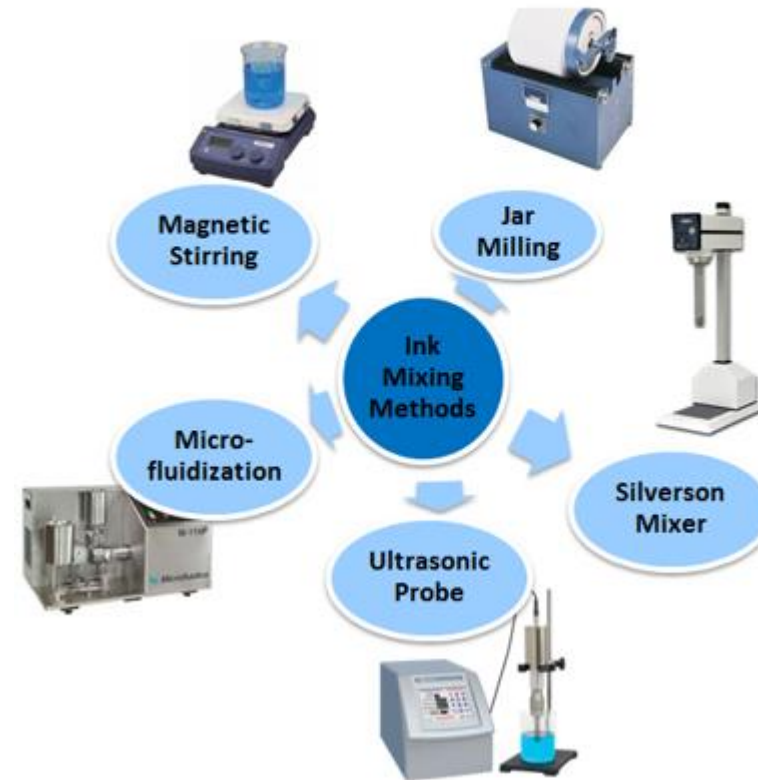 Magnetic
Stirring
Jar
Milling
Ink
Mixing
Methods
Micro-
fluidization
Silverson
Mixer
Ultrasonic
Probe